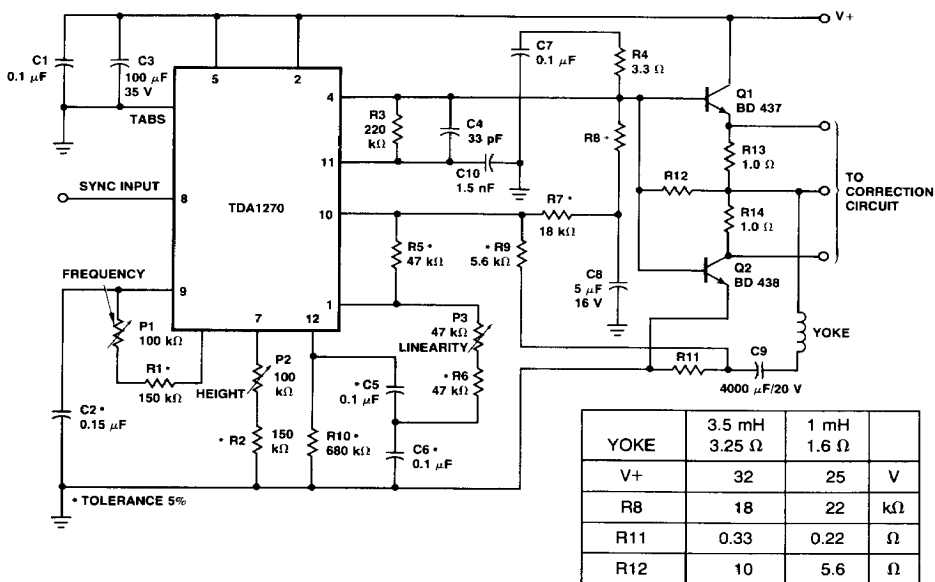 V+
C1
0.1 µF
C3
100 µF
35 V
5
2
TABS
4
R3
220
kΩ
C4
33 pF
11
C10
1.5 nF
C7
0.1 µF
R4
3.3 Ω
R8*
Q1
BD 437
R13
1.0 Ω
R12
R14
1.0 Ω
TO
CORRECTION
CIRCUIT
SYNC INPUT
8
TDA1270
10
R7*
18 kΩ
R5*
47 kΩ
* R9
5.6 kΩ
C8
5 µF
16 V
Q2
BD 438
FREQUENCY
9
P1
100 kΩ
R1*
150 kΩ
7
12
1
P2
100
kΩ
HEIGHT
P3
47 kΩ
LINEARITY
* R6
47 kΩ
* C5
0.1 µF
R11
C9
4000 µF/20 V
YOKE
C2*
0.15 µF
* R2
150
kΩ
R10*
680 kΩ
C6*
0.1 µF
* TOLERANCE 5%
YOKE 3.5 mH 3.25 Ω 1 mH 1.6 Ω
V+ 32 25 V
R8 18 22 kΩ
R11 0.33 0.22 Ω
R12 10 5.6 Ω